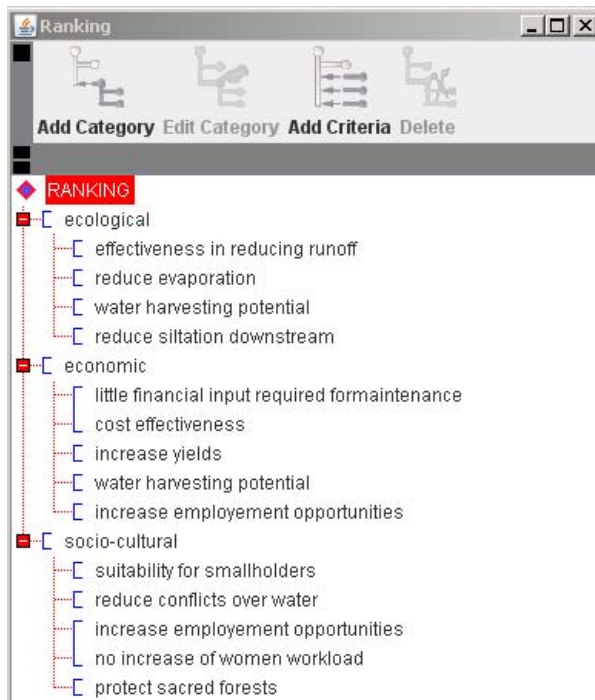 Ranking
Add Category Edit Category Add Criteria Delete
RANKING
ecological
effectiveness in reducing runoff
reduce evaporation
water harvesting potential
reduce siltation downstream
economic
little financial input required formaintenance
cost effectiveness
increase yields
water harvesting potential
increase employement opportunities
socio-cultural
suitability for smallholders
reduce conflicts over water
increase employement opportunities
no increase of women workload
protect sacred forests